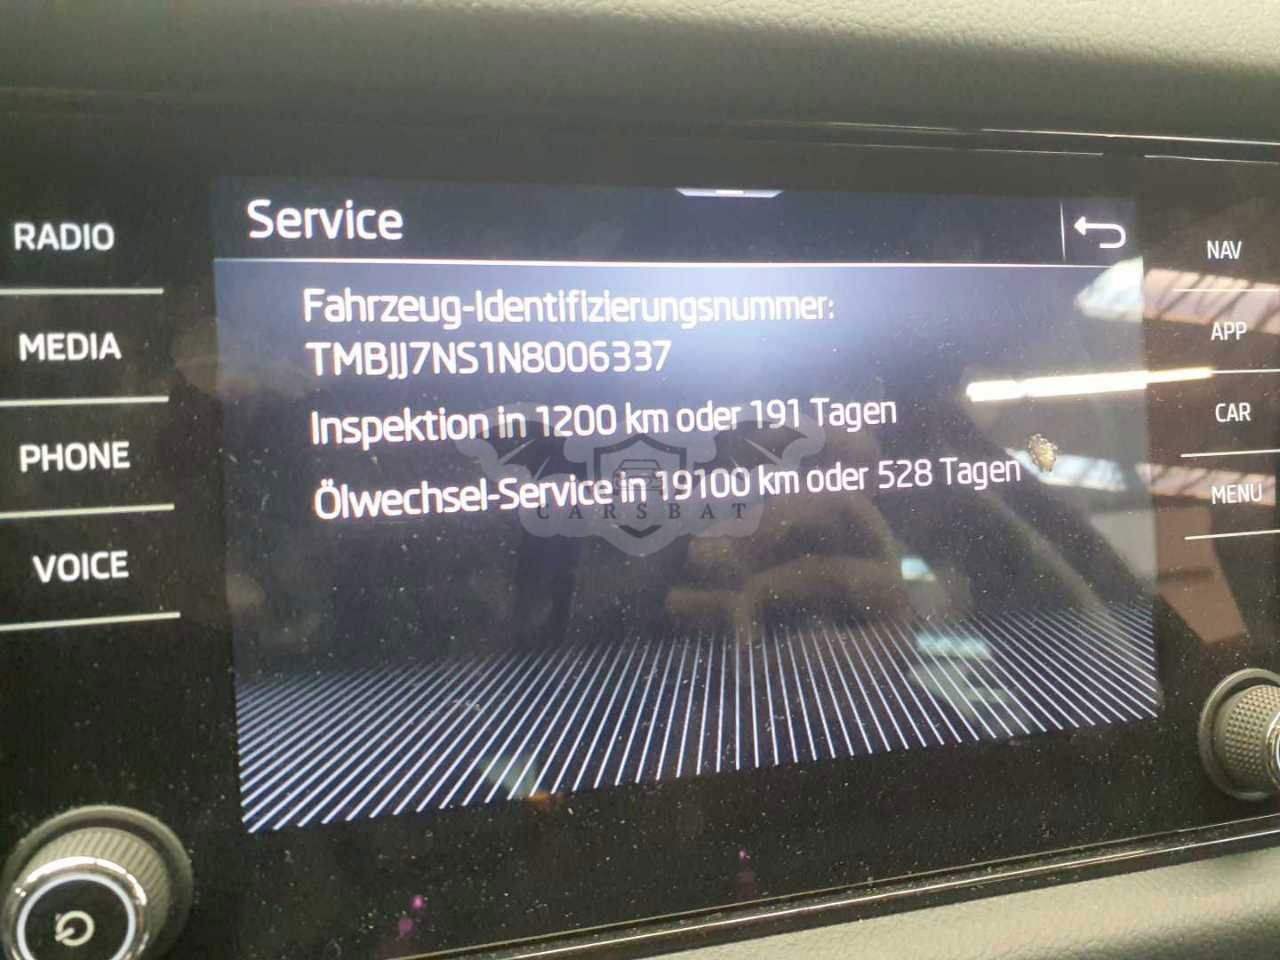 Service
RADIO
MEDIA
PHONE
VOICE
Fahrzeug-Identifizierungsnummer:
TMBJJ7NS1N8006337
Inspektion in 1200 km oder 191 Tagen
Ölwechsel-Service in 19100 km oder 528 Tagen
CARSBAT
NAV
APP
CAR
MENU